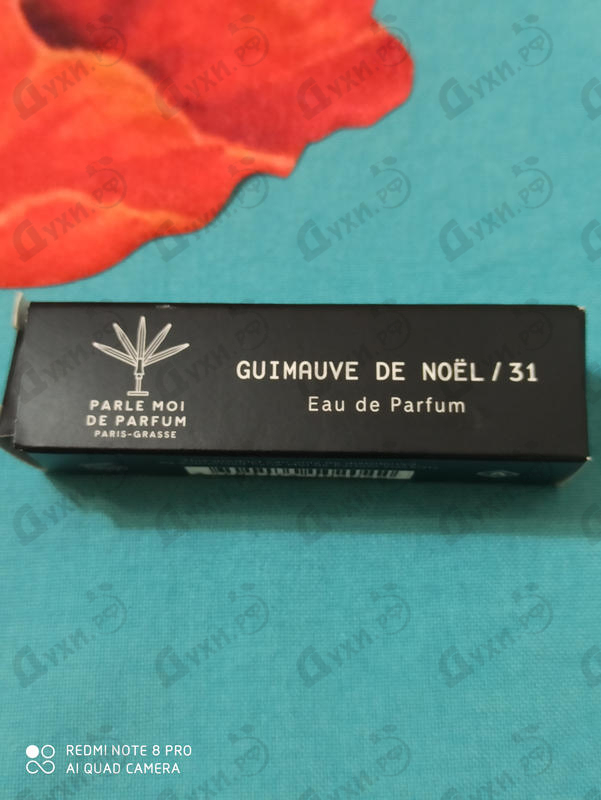 GUIMAUVE DE NOËL / 31
Eau de Parfum
PARLE MOI
DE PARFUM
PARIS-GRASSE
Духи.РФ
REDMI NOTE 8 PRO
AI QUAD CAMERA